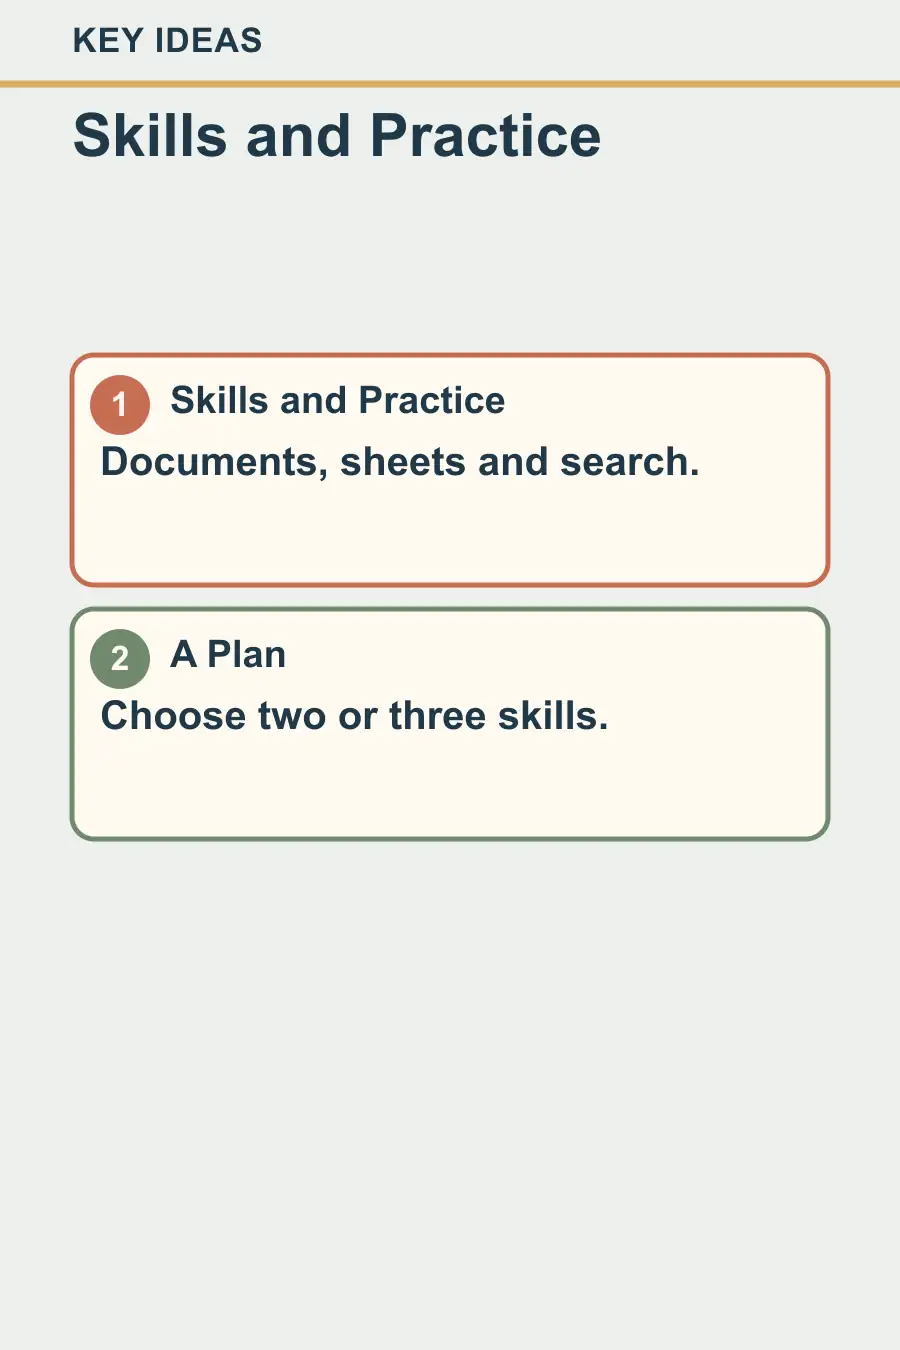 KEY IDEAS
Skills and Practice
1 Skills and Practice
Documents, sheets and search.
2 A Plan
Choose two or three skills.